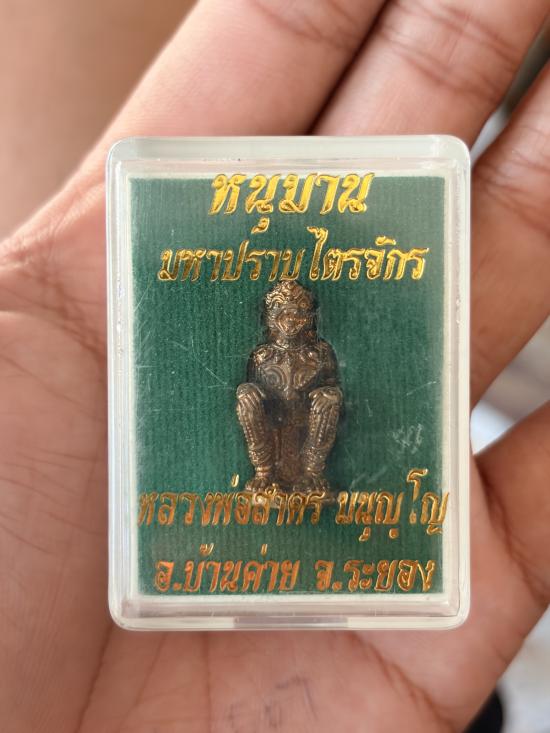 หนุมาน
มหาปราบไตรจักร
หลวงพ่อสาคร มนุญฺโญ
อ.บ้านค่าย จ.ระยอง